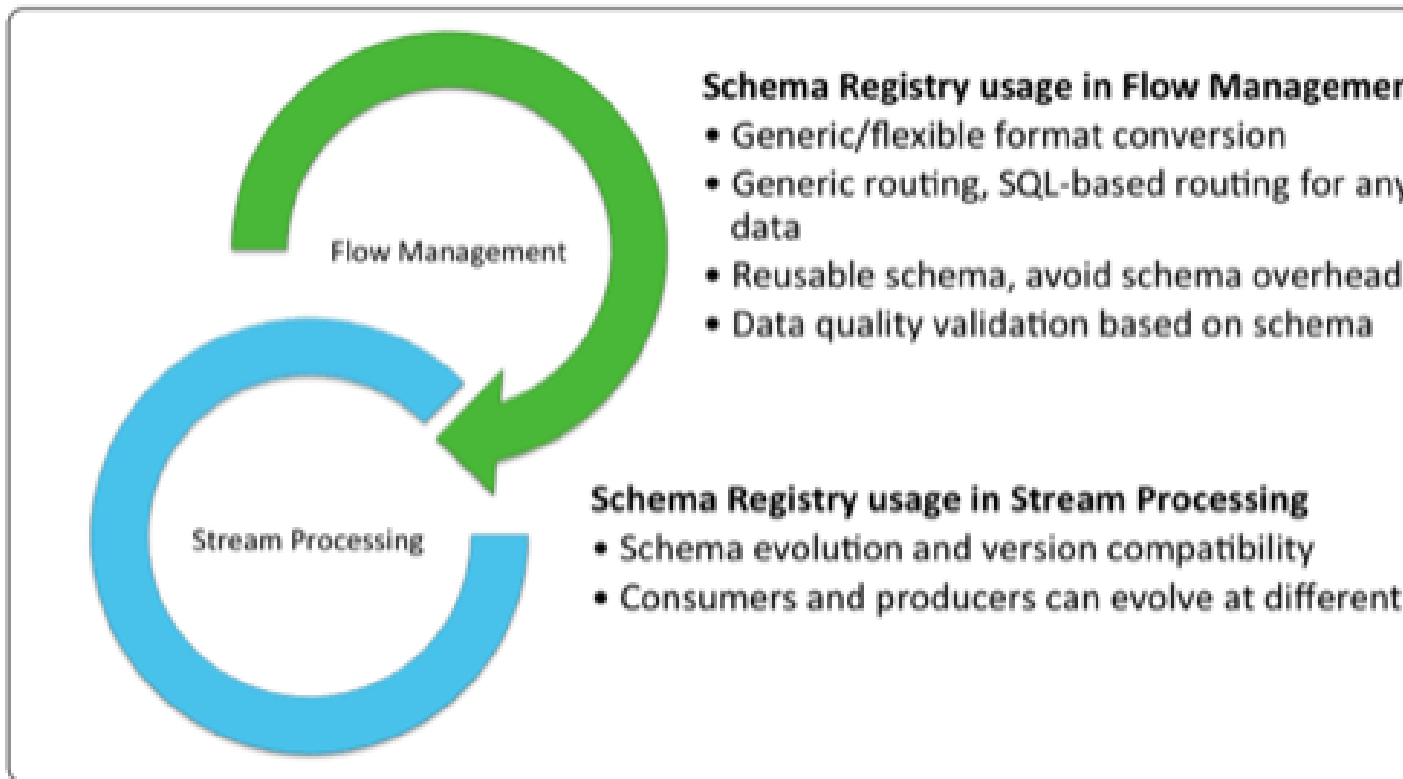 Schema Registry usage in Flow Managemen
• Generic/flexible format conversion
• Generic routing, SQL-based routing for any
data
• Reusable schema, avoid schema overhead
• Data quality validation based on schema
Flow Management
Stream Processing
Schema Registry usage in Stream Processing
• Schema evolution and version compatibility
• Consumers and producers can evolve at different